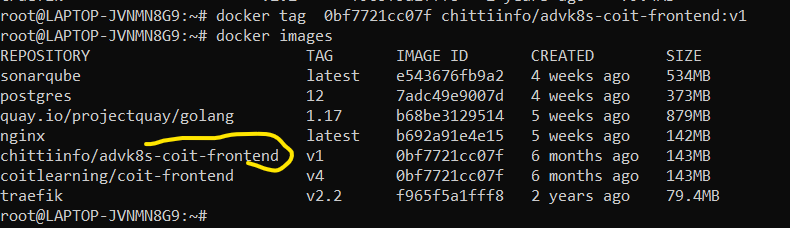 root@LAPTOP-JVNMN8G9:~# docker tag  0bf7721cc07f chittiinfo/advk8s-coit-frontend:v1
root@LAPTOP-JVNMN8G9:~# docker images
REPOSITORY                        TAG       IMAGE ID       CREATED        SIZE
sonarqube                         latest    e543676fb9a2   4 weeks ago    534MB
postgres                          12        7adc49e9007d   4 weeks ago    373MB
quay.io/projectquay/golang        1.17      b68be3129514   5 weeks ago    879MB
nginx                             latest    b692a91e4e15   5 weeks ago    142MB
chittiinfo/advk8s-coit-frontend   v1        0bf7721cc07f   6 months ago   143MB
coitlearning/coit-frontend        v4        0bf7721cc07f   6 months ago   143MB
traefik                           v2.2      f965f5a1fff8   2 years ago    79.4MB
root@LAPTOP-JVNMN8G9:~#